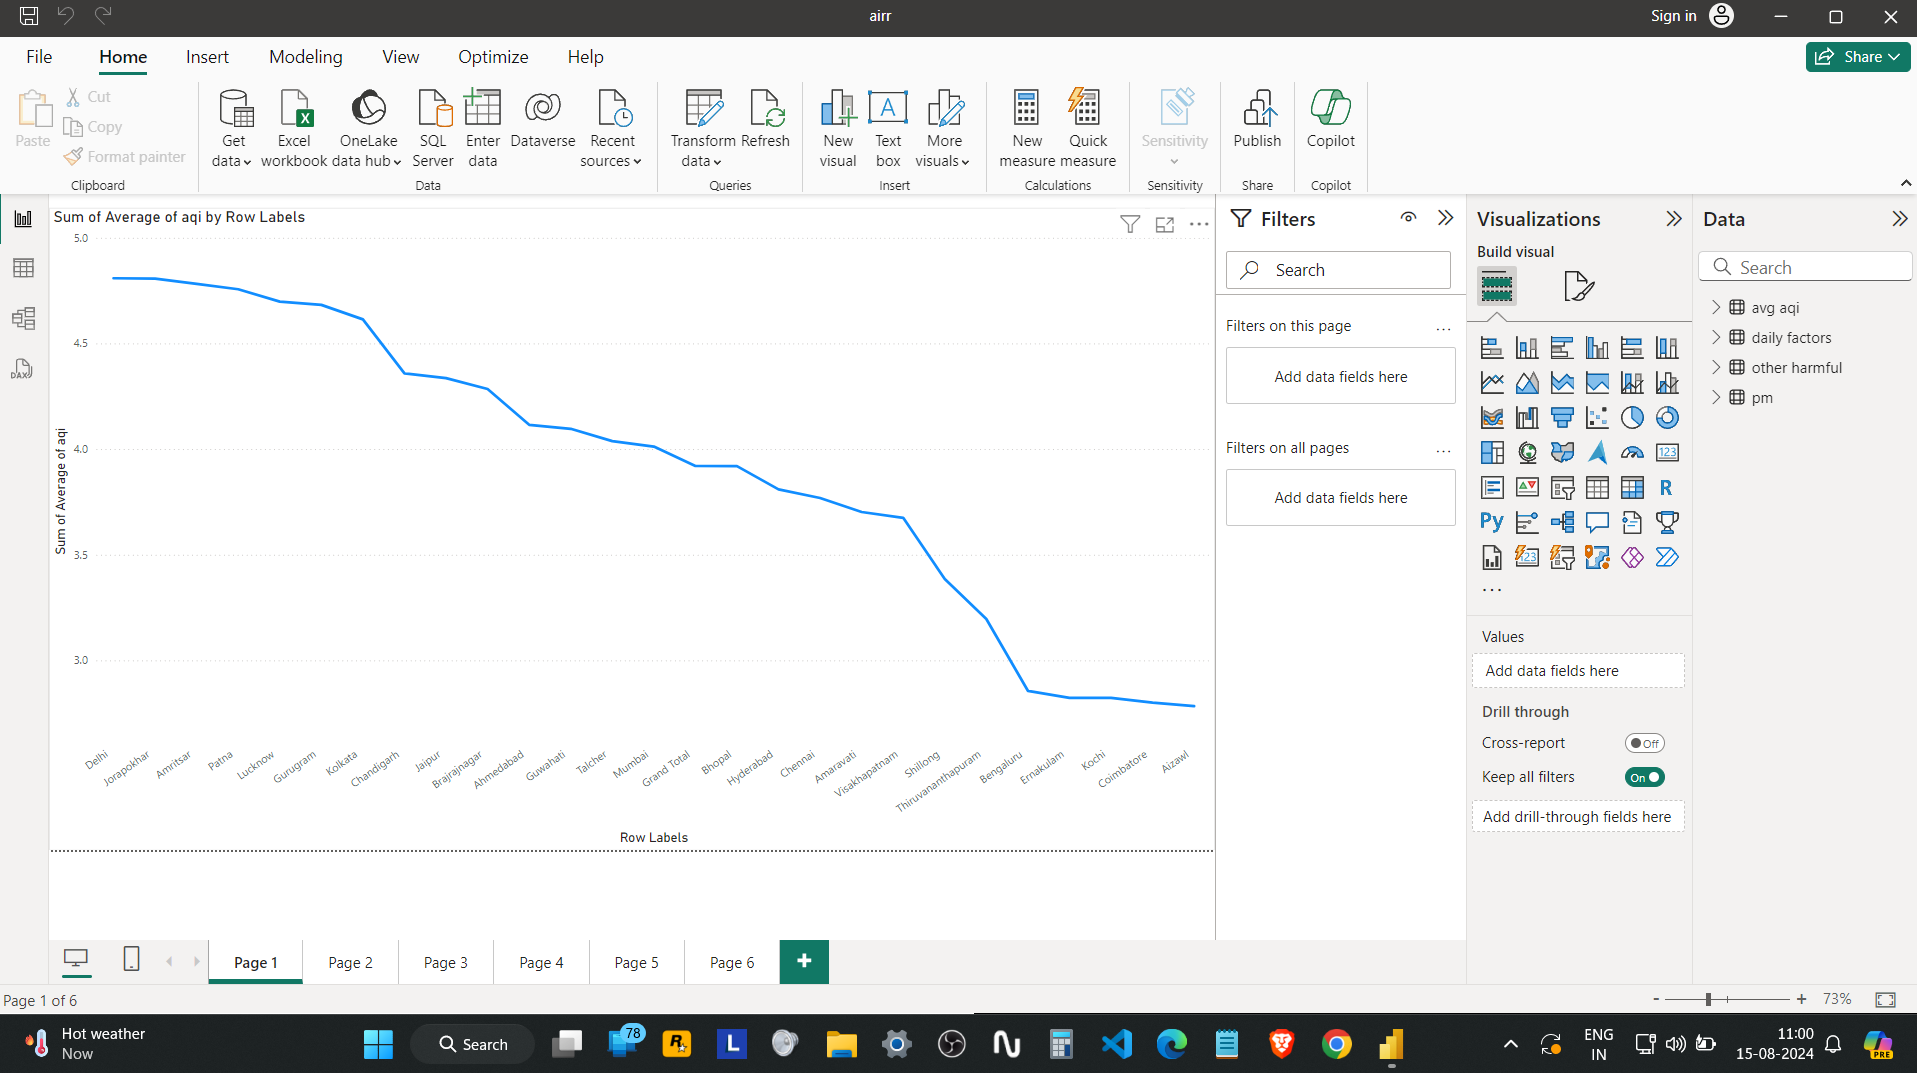 airr
Sign in
File
Home
Insert
Modeling
View
Optimize
Help
Share
Paste
Cut
Copy
Format painter
Clipboard
Get
data
Excel
workbook
OneLake
data hub
SQL
Server
Enter
data
Dataverse
Recent
sources
Data
Transform
data
Refresh
Queries
New
visual
A
Text
box
More
visuals
Insert
New
measure
Quick
measure
Calculations
Sensitivity
Sensitivity
Publish
Share
Copilot
Copilot
DAX
Sum of Average of aqi by Row Labels
5.0
4.5
4.0
3.5
3.0
Sum of Average of aqi
Delhi
Jorapokhar
Amritsar
Patna
Lucknow
Gurugram
Kolkata
Chandigarh
Jaipur
Brajrajnagar
Ahmedabad
Guwahati
Talcher
Mumbai
Grand Total
Bhopal
Hyderabad
Chennai
Amaravati
Visakhapatnam
Shillong
Thiruvananthapuram
Bengaluru
Ernakulam
Kochi
Coimbatore
Aizawl
Row Labels
Filters
Search
Filters on this page
...
Add data fields here
Filters on all pages
...
Add data fields here
Visualizations
Build visual
123
R
Py
123
...
Values
Add data fields here
Drill through
Cross-report
Off
Keep all filters
On
Add drill-through fields here
Data
Search
avg aqi
daily factors
other harmful
pm
Page 1
Page 2
Page 3
Page 4
Page 5
Page 6
+
Page 1 of 6
- + 73%
Hot weather
Now
Search
78
R
L
ENG
IN
11:00
15-08-2024
PRE